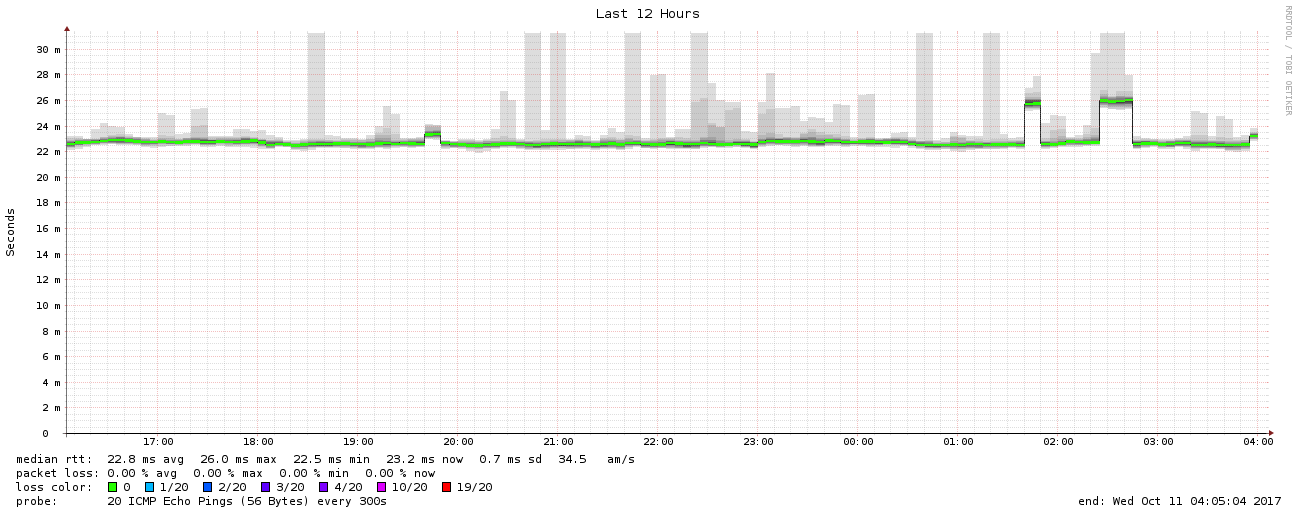 Last 12 Hours
RRDTOOL / TOBI OETIKER
Seconds
30 m
28 m
26 m
24 m
22 m
20 m
18 m
16 m
14 m
12 m
10 m
8 m
6 m
4 m
2 m
0
17:00 18:00 19:00 20:00 21:00 22:00 23:00 00:00 01:00 02:00 03:00 04:00
median rtt: 22.8 ms avg 26.0 ms max 22.5 ms min 23.2 ms now 0.7 ms sd 34.5 am/s
packet loss: 0.00 % avg 0.00 % max 0.00 % min 0.00 % now
loss color: 0 1/20 2/20 3/20 4/20 10/20 19/20
probe: 20 ICMP Echo Pings (56 Bytes) every 300s end: Wed Oct 11 04:05:04 2017